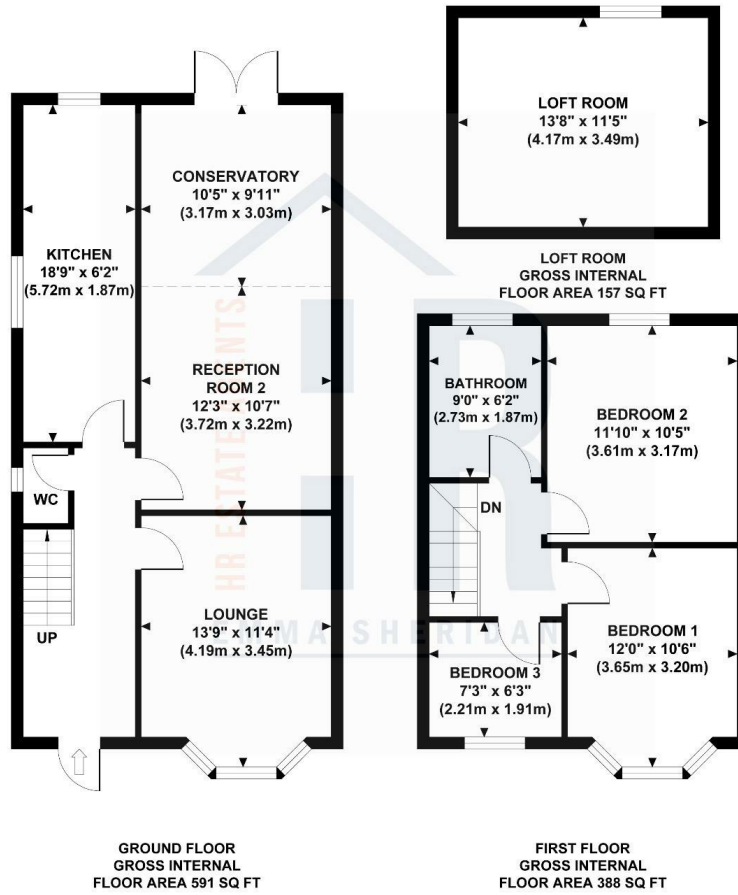 CONSERVATORY
10'5" x 9'11"
(3.17m x 3.03m)
KITCHEN
18'9" x 6'2"
(5.72m x 1.87m)
RECEPTION
ROOM 2
12'3" x 10'7"
(3.72m x 3.22m)
WC
UP
LOUNGE
13'9" x 11'4"
(4.19m x 3.45m)
GROUND FLOOR
GROSS INTERNAL
FLOOR AREA 591 SQ FT
LOFT ROOM
13'8" x 11'5"
(4.17m x 3.49m)
LOFT ROOM
GROSS INTERNAL
FLOOR AREA 157 SQ FT
BATHROOM
9'0" x 6'2"
(2.73m x 1.87m)
BEDROOM 2
11'10" x 10'5"
(3.61m x 3.17m)
DN
BEDROOM 1
12'0" x 10'6"
(3.65m x 3.20m)
BEDROOM 3
7'3" x 6'3"
(2.21m x 1.91m)
FIRST FLOOR
GROSS INTERNAL
FLOOR AREA 388 SQ FT
HR
EMMA SHERIDAN